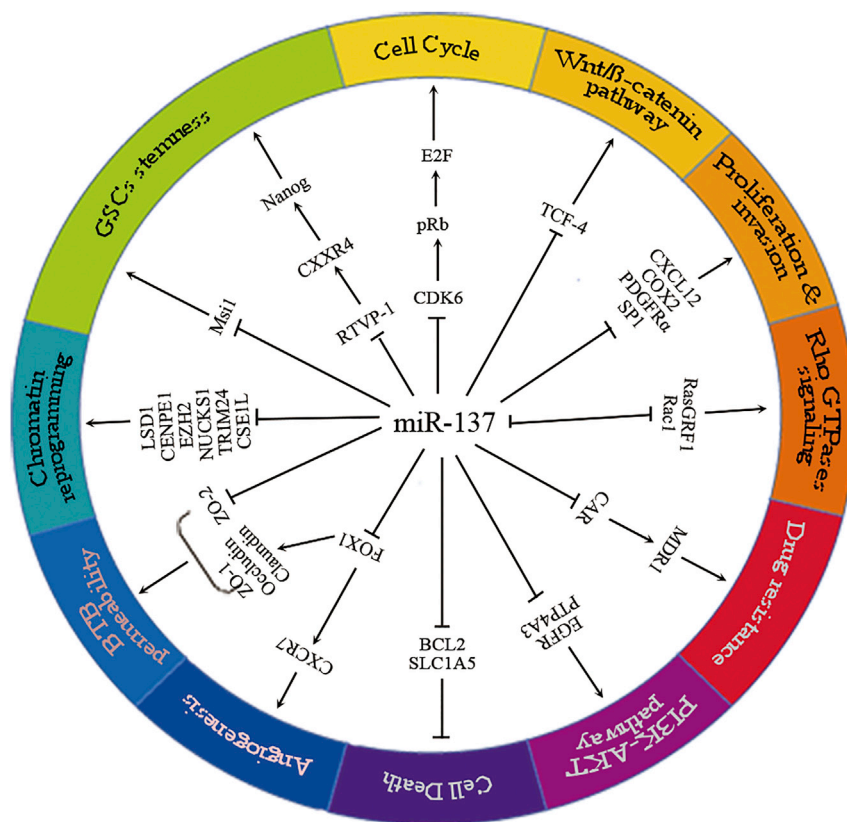 Cell Cycle
Wnt/ß-catenin
pathway
Proliferation &
invasion
Rho GTPases
signaling
Drug resistance
PI3K-AKT
pathway
Cell Death
Angiogenesis
BTB
permeability
Chromatin
reprogramming
GSCs stemness
E2F
pRb
CDK6
TCF-4
CXCL12
COX2
PDGFRα
SP1
RasGRF1
Rac1
CAR
MDR1
EGFR
PTP4A3
BCL2
SLC1A5
FOX1
CXCR7
ZO-2
Claundin
Occludin
ZO-1
LSD1
CENPE1
EZH2
NUCKS1
TRIM24
CSE1L
Msi1
Nanog
CXXR4
RTVP-1
miR-137